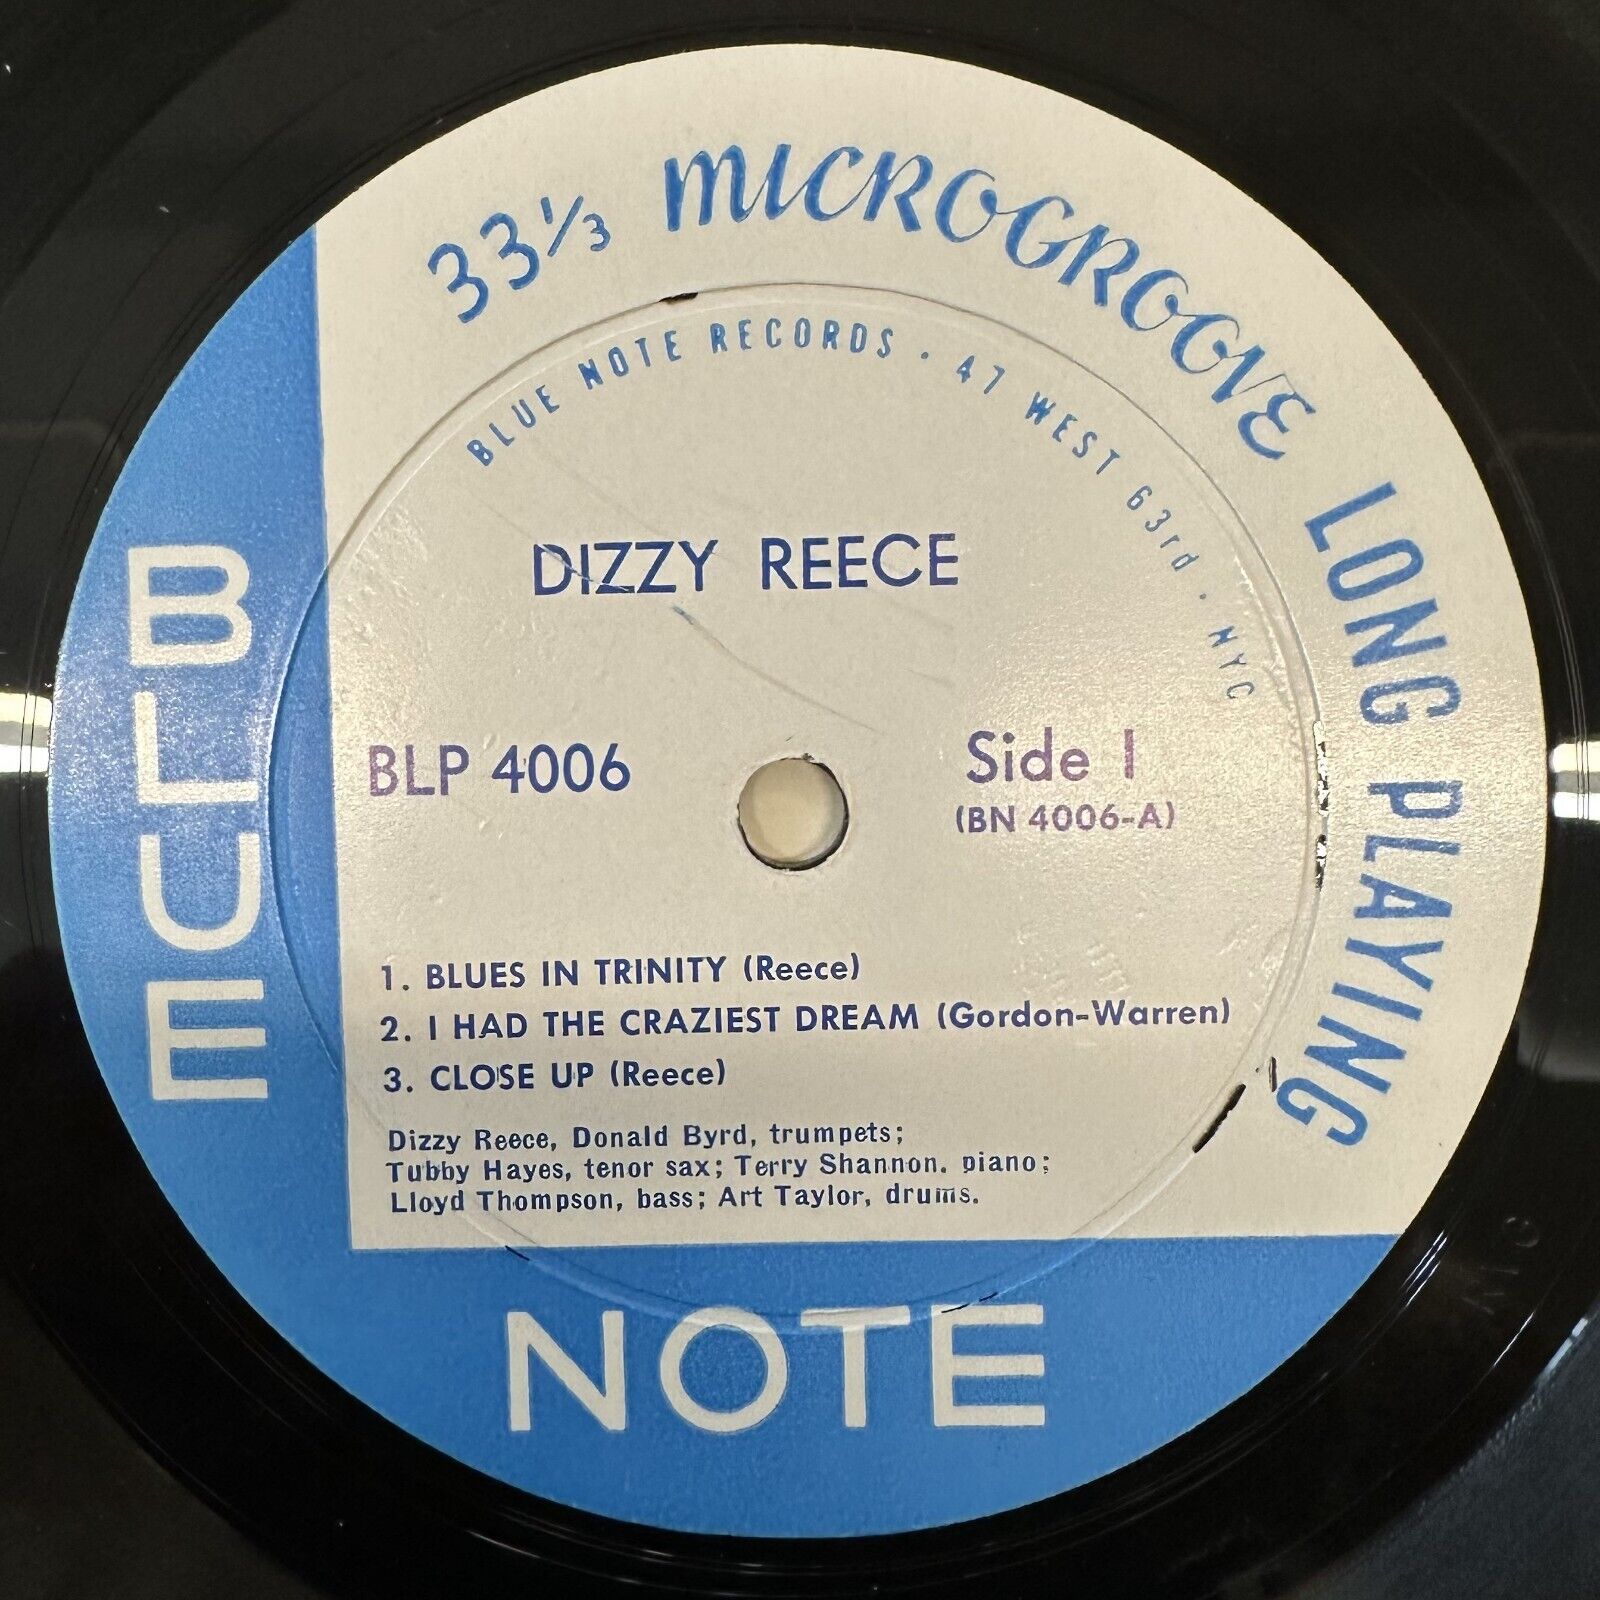 33⅓ MICROGROOVE LONG PLAYING
BLUE NOTE RECORDS · 47 WEST 63rd · NYC
DIZZY REECE
BLP 4006
Side 1
(BN 4006-A)
1. BLUES IN TRINITY (Reece)
2. I HAD THE CRAZIEST DREAM (Gordon-Warren)
3. CLOSE UP (Reece)
Dizzy Reece, Donald Byrd, trumpets;
Tubby Hayes, tenor sax; Terry Shannon. piano;
Lloyd Thompson, bass; Art Taylor, drums.
BLUE
NOTE